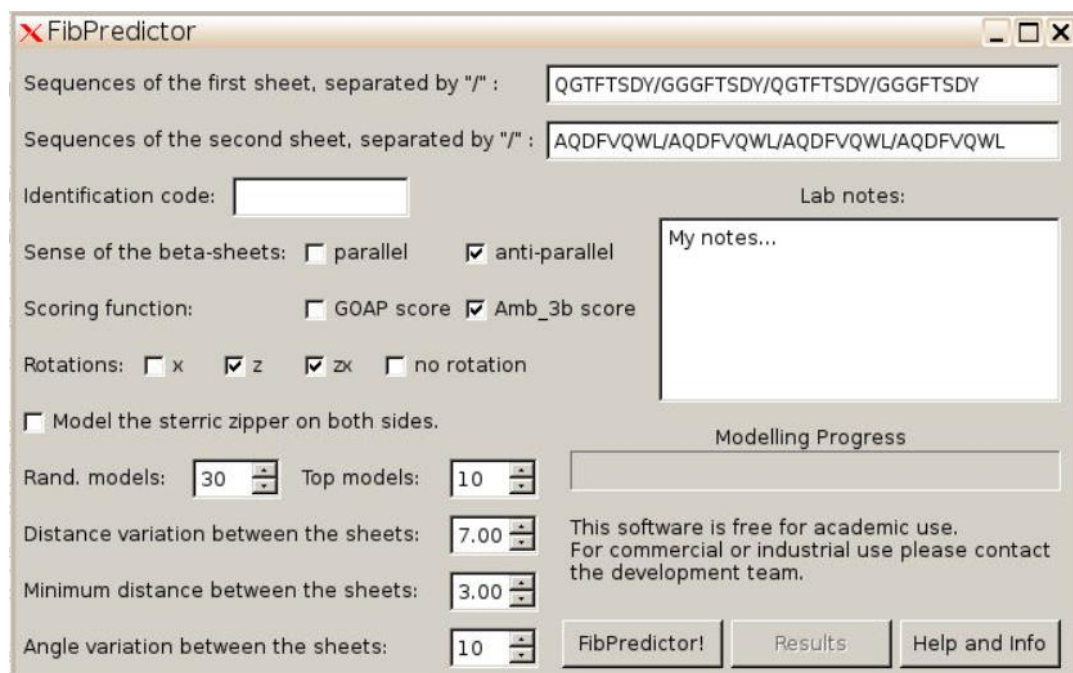 FibPredictor
Sequences of the first sheet, separated by "/" : QGTFTSDY/GGGFTSDY/QGTFTSDY/GGGFTSDY
Sequences of the second sheet, separated by "/" : AQDFVQWL/AQDFVQWL/AQDFVQWL/AQDFVQWL
Identification code:
Lab notes:
My notes...
Sense of the beta-sheets: parallel anti-parallel
Scoring function: GOAP score Amb_3b score
Rotations: x z zx no rotation
Model the sterric zipper on both sides.
Modelling Progress
Rand. models: 30 Top models: 10
Distance variation between the sheets: 7.00
Minimum distance between the sheets: 3.00
Angle variation between the sheets: 10
This software is free for academic use.
For commercial or industrial use please contact
the development team.
FibPredictor! Results Help and Info